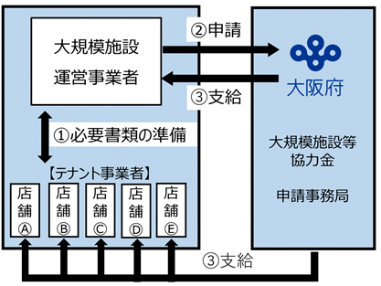 大規模施設
運営事業者
②申請
③支給
大阪府
①必要書類の準備
大規模施設等
協力金
申請事務局
【テナント事業者】
店舗Ⓐ
店舗Ⓑ
店舗Ⓒ
店舗Ⓓ
店舗Ⓔ
③支給